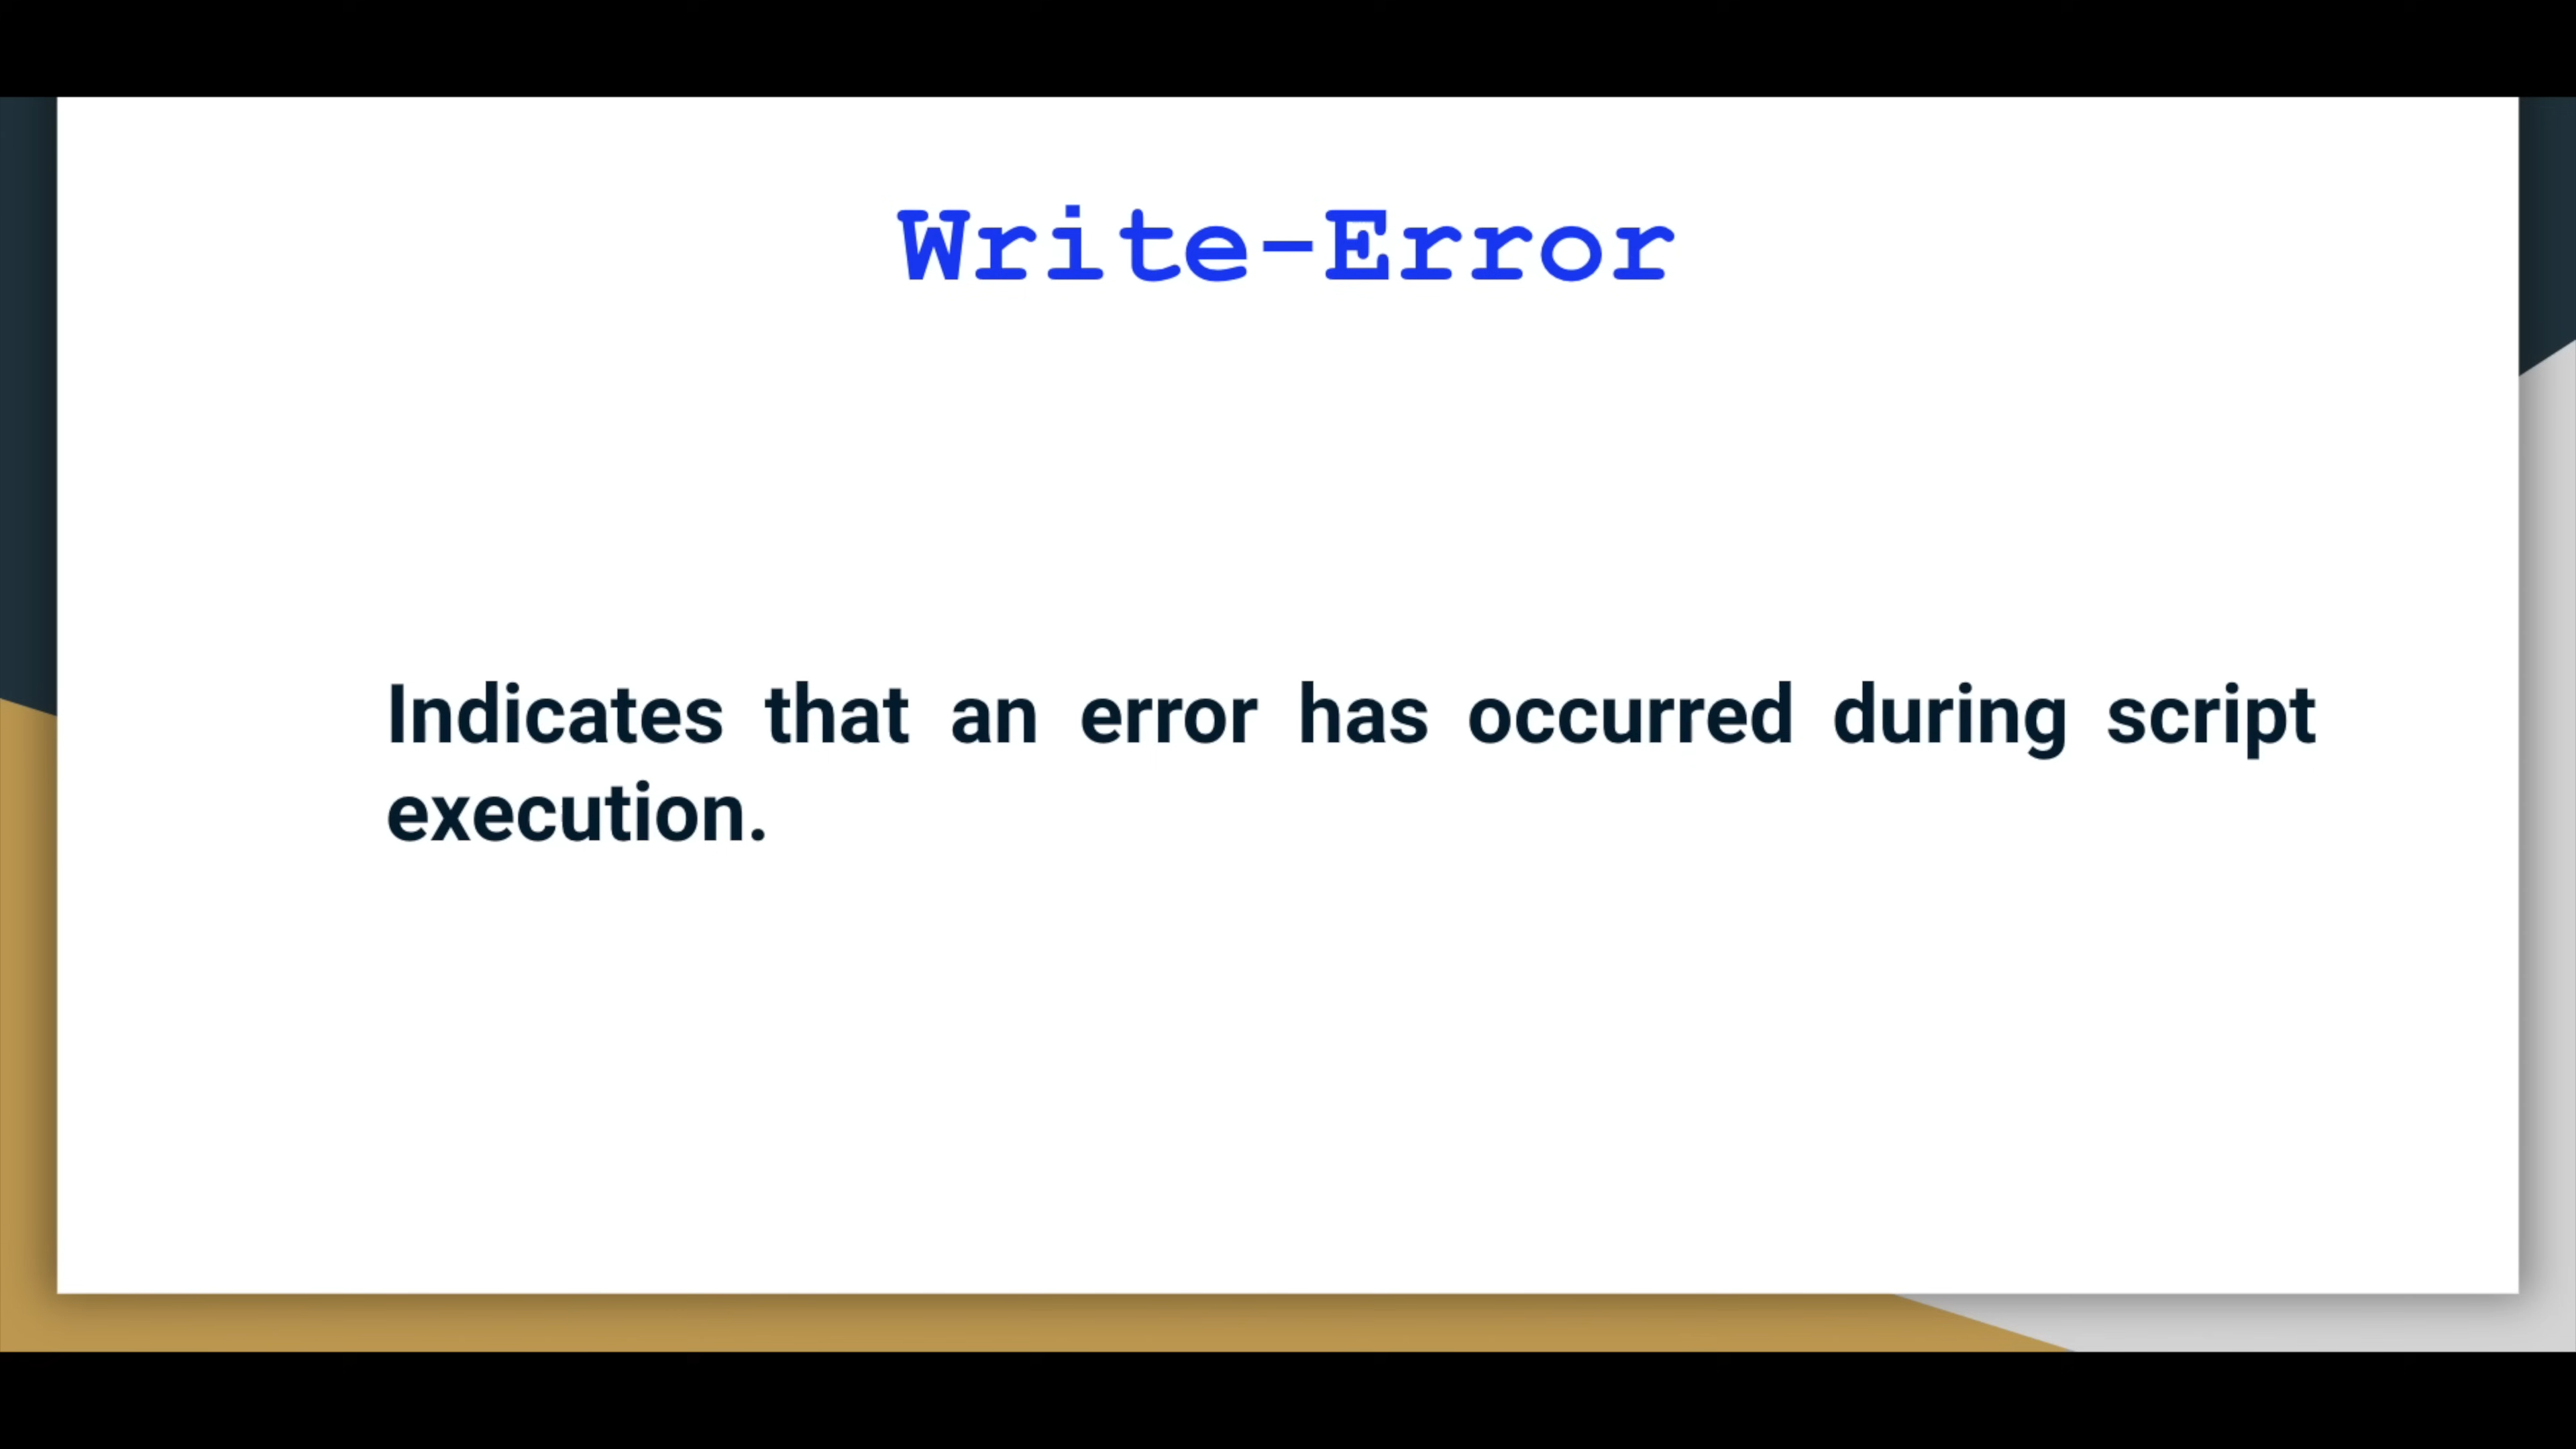 Write-Error
Indicates that an error has occurred during script
execution.